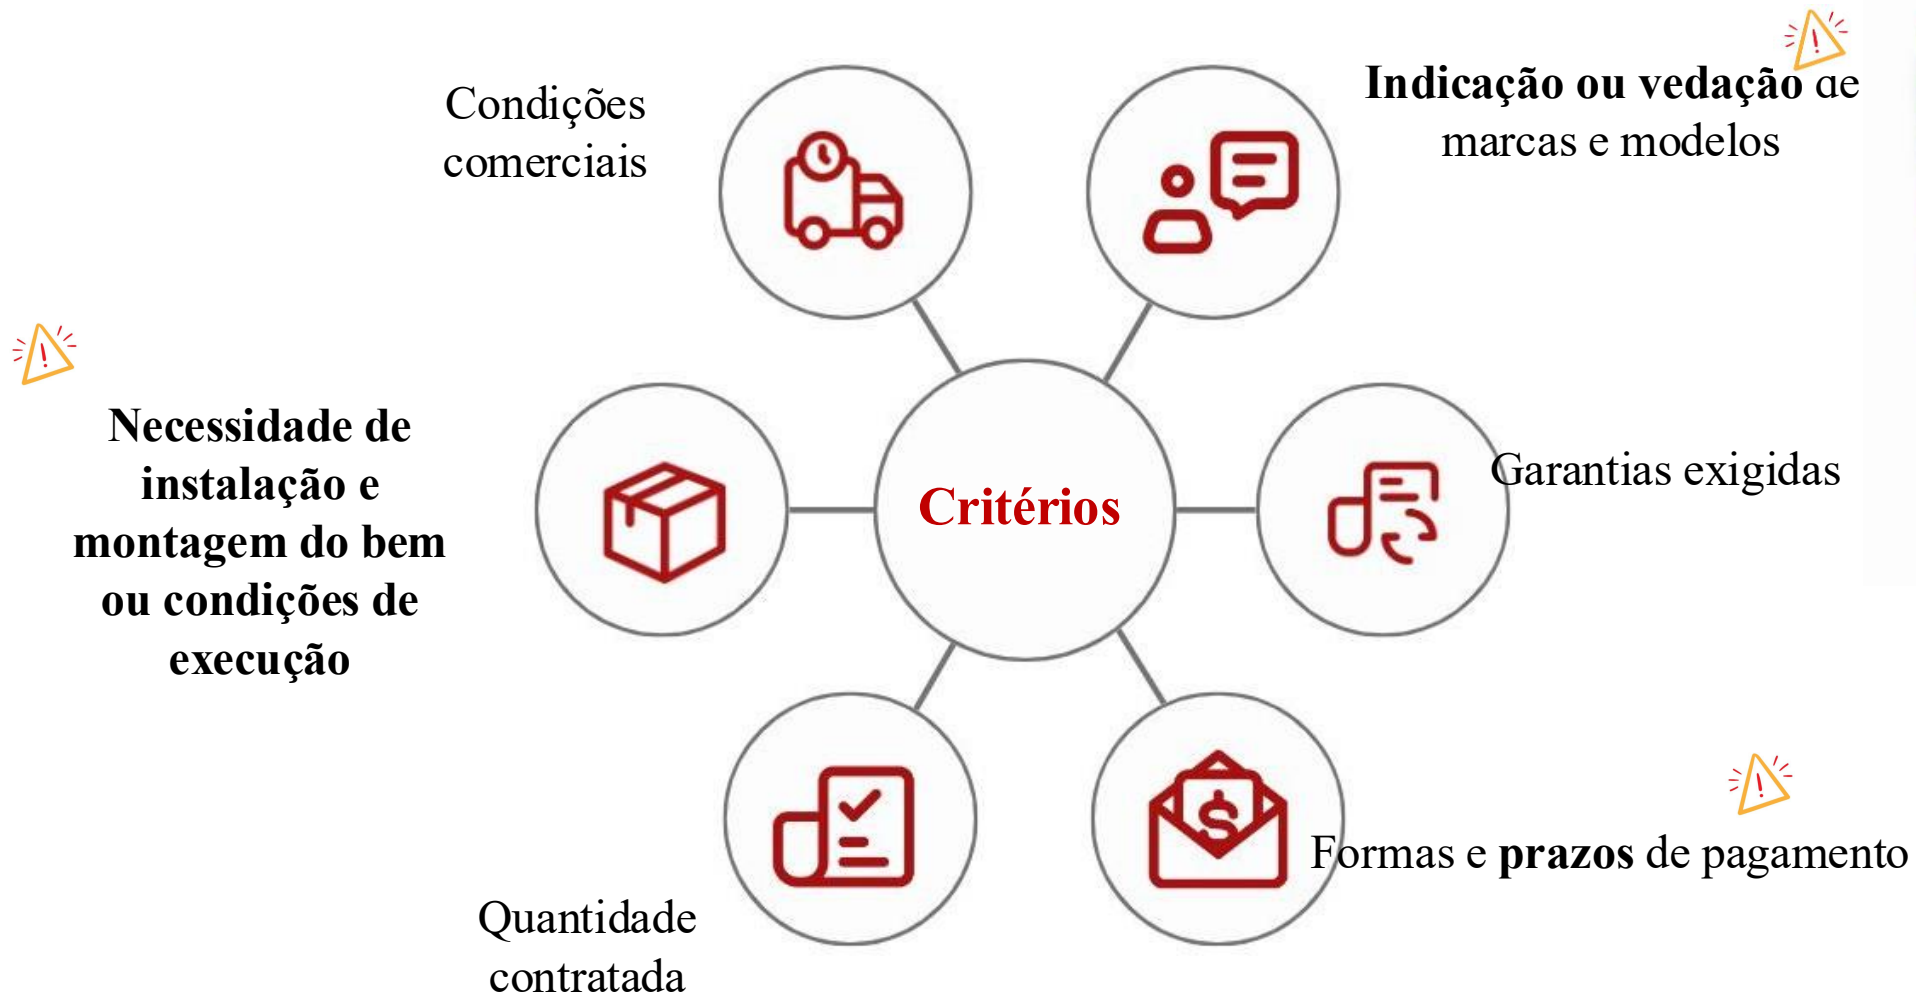 Condições
comerciais
Indicação ou vedação de
marcas e modelos
Necessidade de
instalação e
montagem do bem
ou condições de
execução
Critérios
Garantias exigidas
Formas e prazos de pagamento
Quantidade
contratada